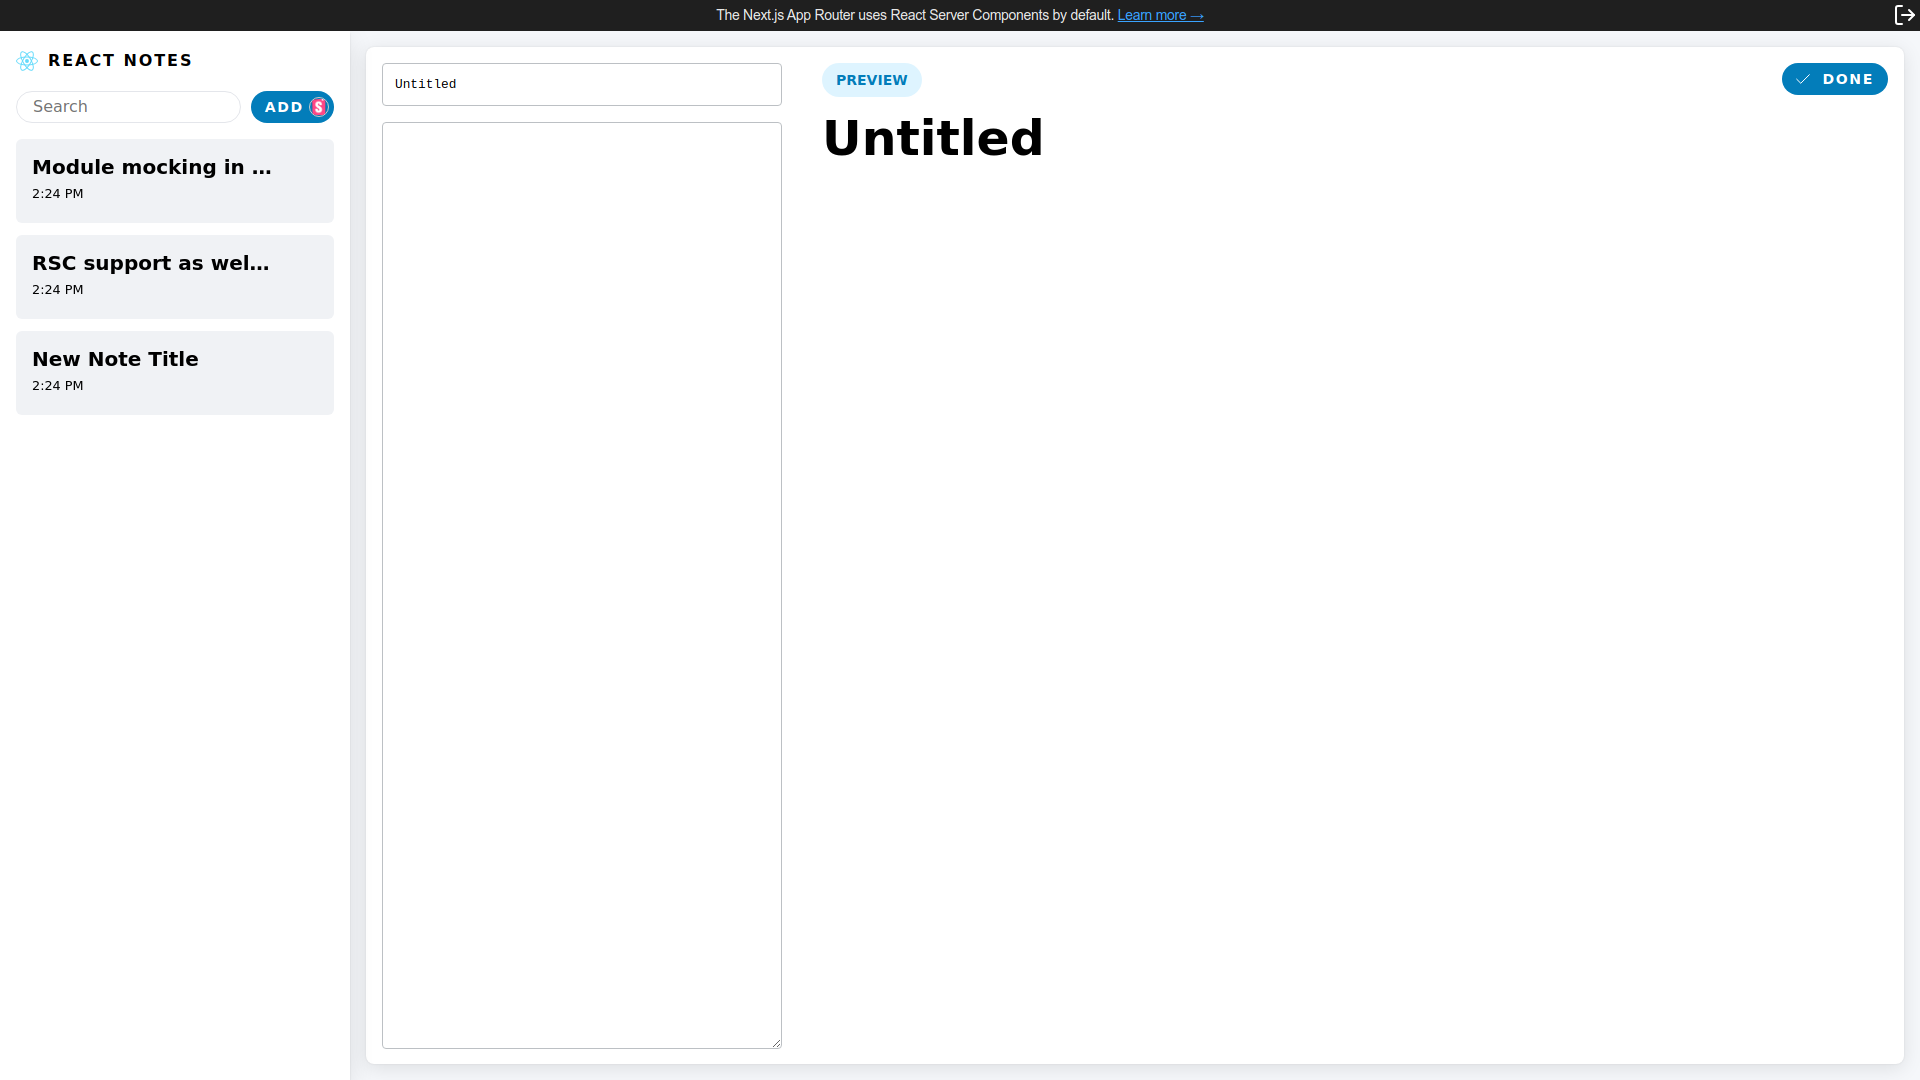 The Next.js App Router uses React Server Components by default. Learn more →
REACT NOTES
Search
ADD
S
Module mocking in ...
2:24 PM
RSC support as wel...
2:24 PM
New Note Title
2:24 PM
Untitled
PREVIEW
DONE
Untitled